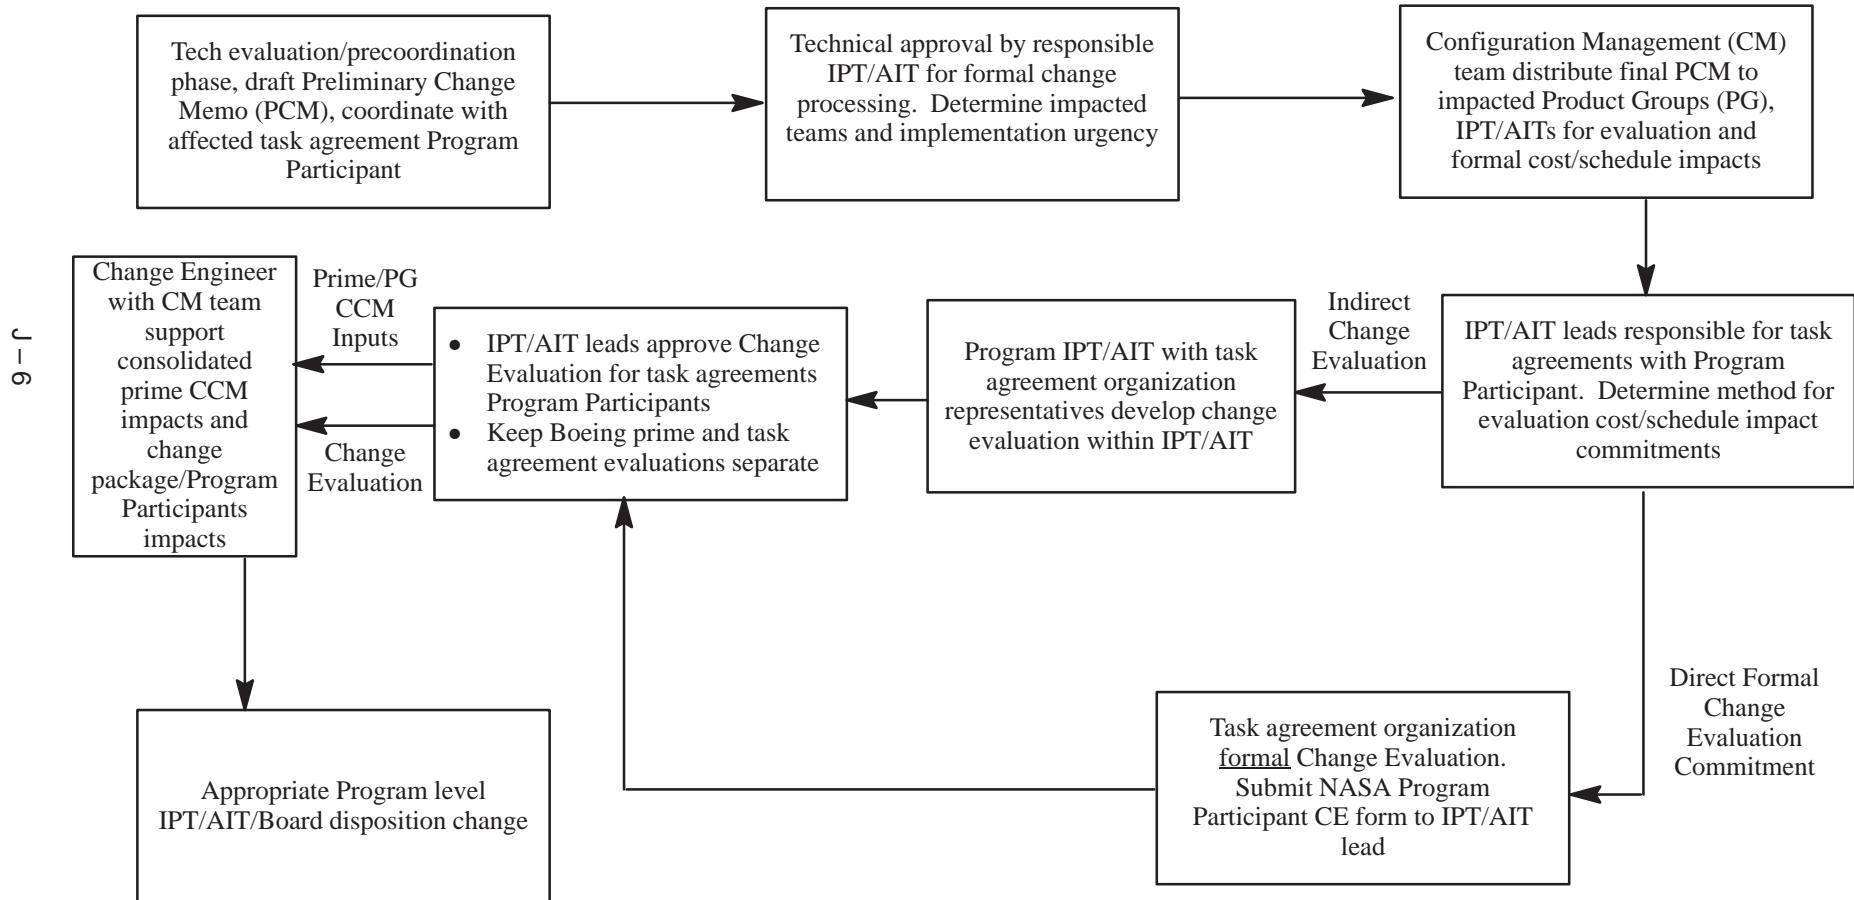 Tech evaluation/precoordination
phase, draft Preliminary Change
Memo (PCM), coordinate with
affected task agreement Program
Participant
Technical approval by responsible
IPT/AIT for formal change
processing.  Determine impacted
teams and implementation urgency
Configuration Management (CM)
team distribute final PCM to
impacted Product Groups (PG),
IPT/AITs for evaluation and
formal cost/schedule impacts
IPT/AIT leads responsible for task
agreements with Program
Participant.  Determine method for
evaluation cost/schedule impact
commitments
Indirect
Change
Evaluation
Program IPT/AIT with task
agreement organization
representatives develop change
evaluation within IPT/AIT
• IPT/AIT leads approve Change
Evaluation for task agreements
Program Participants
• Keep Boeing prime and task
agreement evaluations separate
Prime/PG
CCM
Inputs
Change
Evaluation
Change Engineer
with CM team
support
consolidated
prime CCM
impacts and
change
package/Program
Participants
impacts
Direct Formal
Change
Evaluation
Commitment
Task agreement organization
formal Change Evaluation.
Submit NASA Program
Participant CE form to IPT/AIT
lead
Appropriate Program level
IPT/AIT/Board disposition change
J – 6